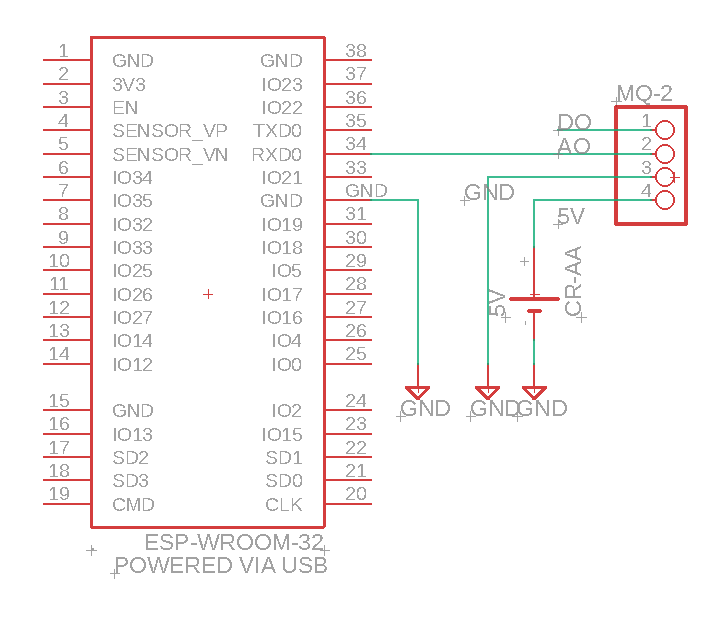 1 GND GND 38
2 3V3 IO23 37
3 EN IO22 36
4 SENSOR_VP TXD0 35
5 SENSOR_VN RXD0 34
6 IO34 IO21 33
7 IO35 GND GND
8 IO32 IO19 31
9 IO33 IO18 30
10 IO25 IO5 29
11 IO26 IO17 28
12 IO27 IO16 27
13 IO14 IO4 26
14 IO12 IO0 25
15 GND IO2 24
16 IO13 IO15 23
17 SD2 SD1 22
18 SD3 SD0 21
19 CMD CLK 20
ESP-WROOM-32
POWERED VIA USB
MQ-2
DO 1
AO 2
GND 3
5V 4
5V
+
-
CR-AA
GND
GND
GND